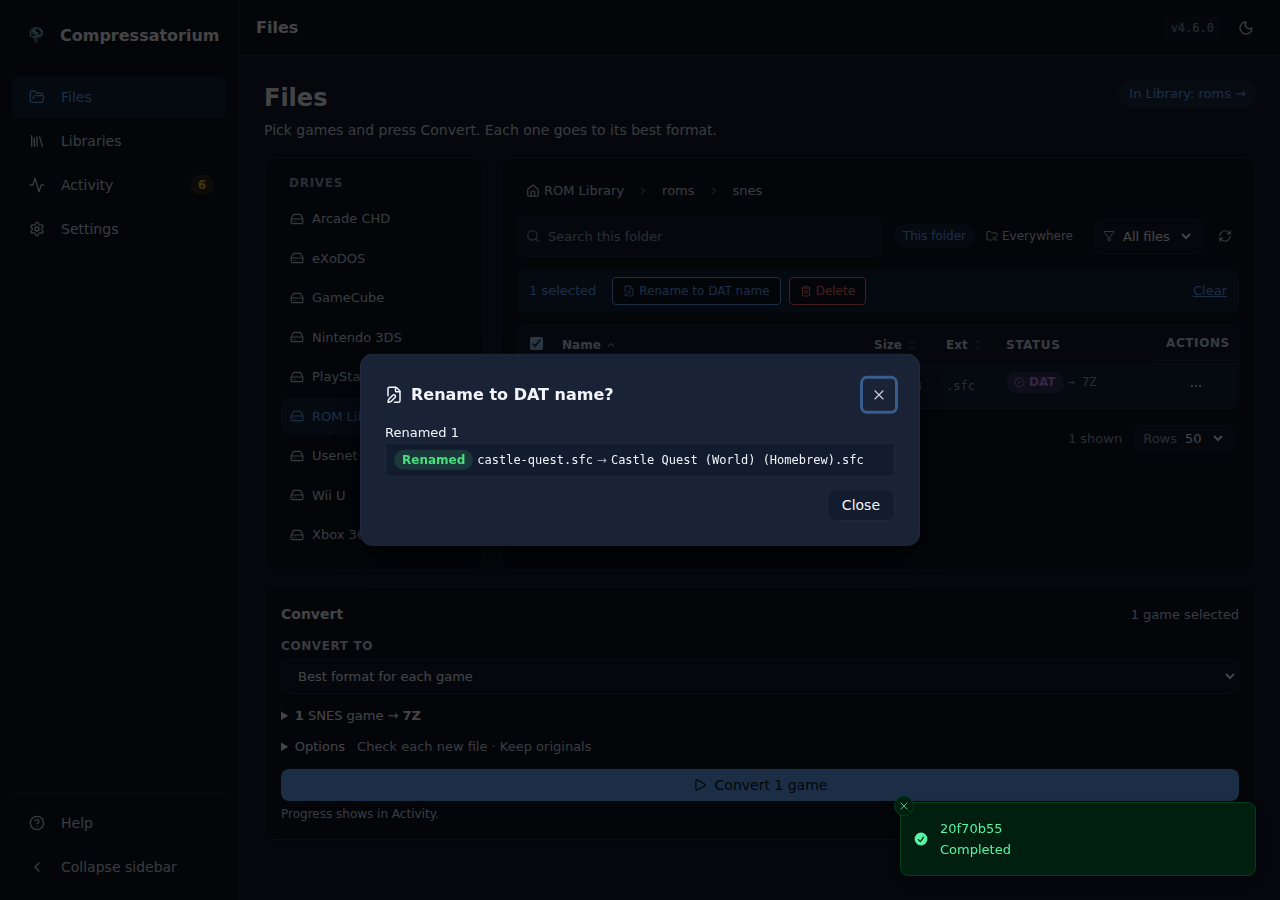 Compressatorium
Files
Libraries
Activity 6
Settings
Help
Collapse sidebar
Files
v4.6.0
Files
In Library: roms →
Pick games and press Convert. Each one goes to its best format.
DRIVES
Arcade CHD
eXoDOS
GameCube
Nintendo 3DS
ROM Library > roms > snes
Search this folder
This folder
Everywhere
All files
1 selected
Rename to DAT name
Delete
Clear
Name
Size
Ext
STATUS
ACTIONS
.sfc
DAT → 7Z
1 shown
Rows 50
Usenet
Wii U
Rename to DAT name?
Renamed 1
Renamed castle-quest.sfc → Castle Quest (World) (Homebrew).sfc
Close
Convert
1 game selected
CONVERT TO
Best format for each game
1 SNES game → 7Z
Options Check each new file · Keep originals
Convert 1 game
Progress shows in Activity.
20f70b55
Completed